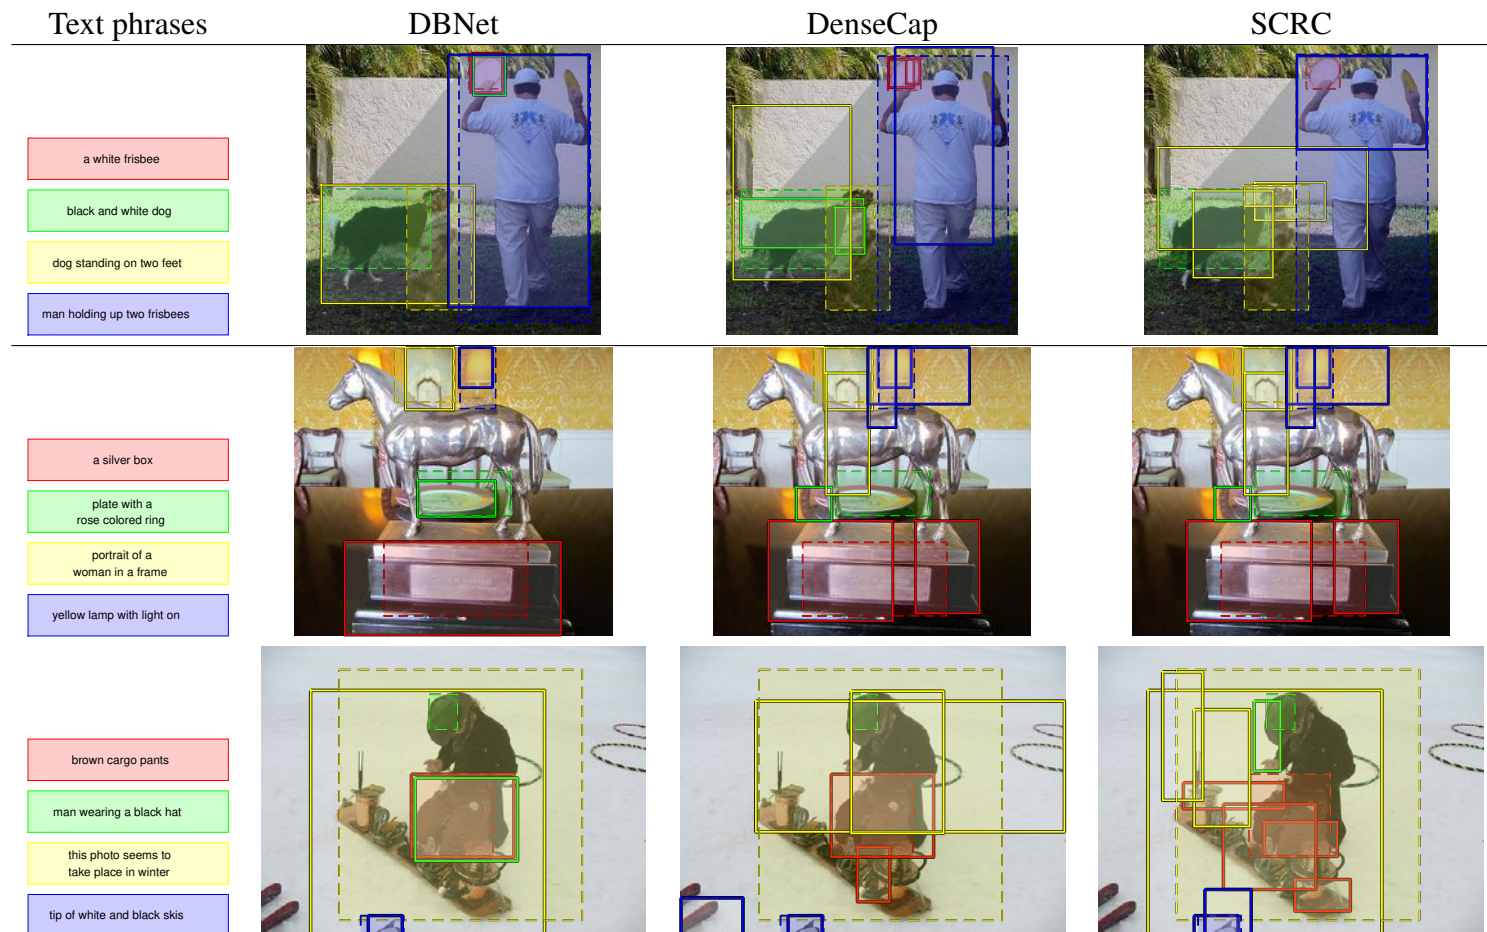 Text phrases DBNet DenseCap SCRC
a white frisbee
black and white dog
dog standing on two feet
man holding up two frisbees
a silver box
plate with a
rose colored ring
portrait of a
woman in a frame
yellow lamp with light on
brown cargo pants
man wearing a black hat
this photo seems to
take place in winter
tip of white and black skis